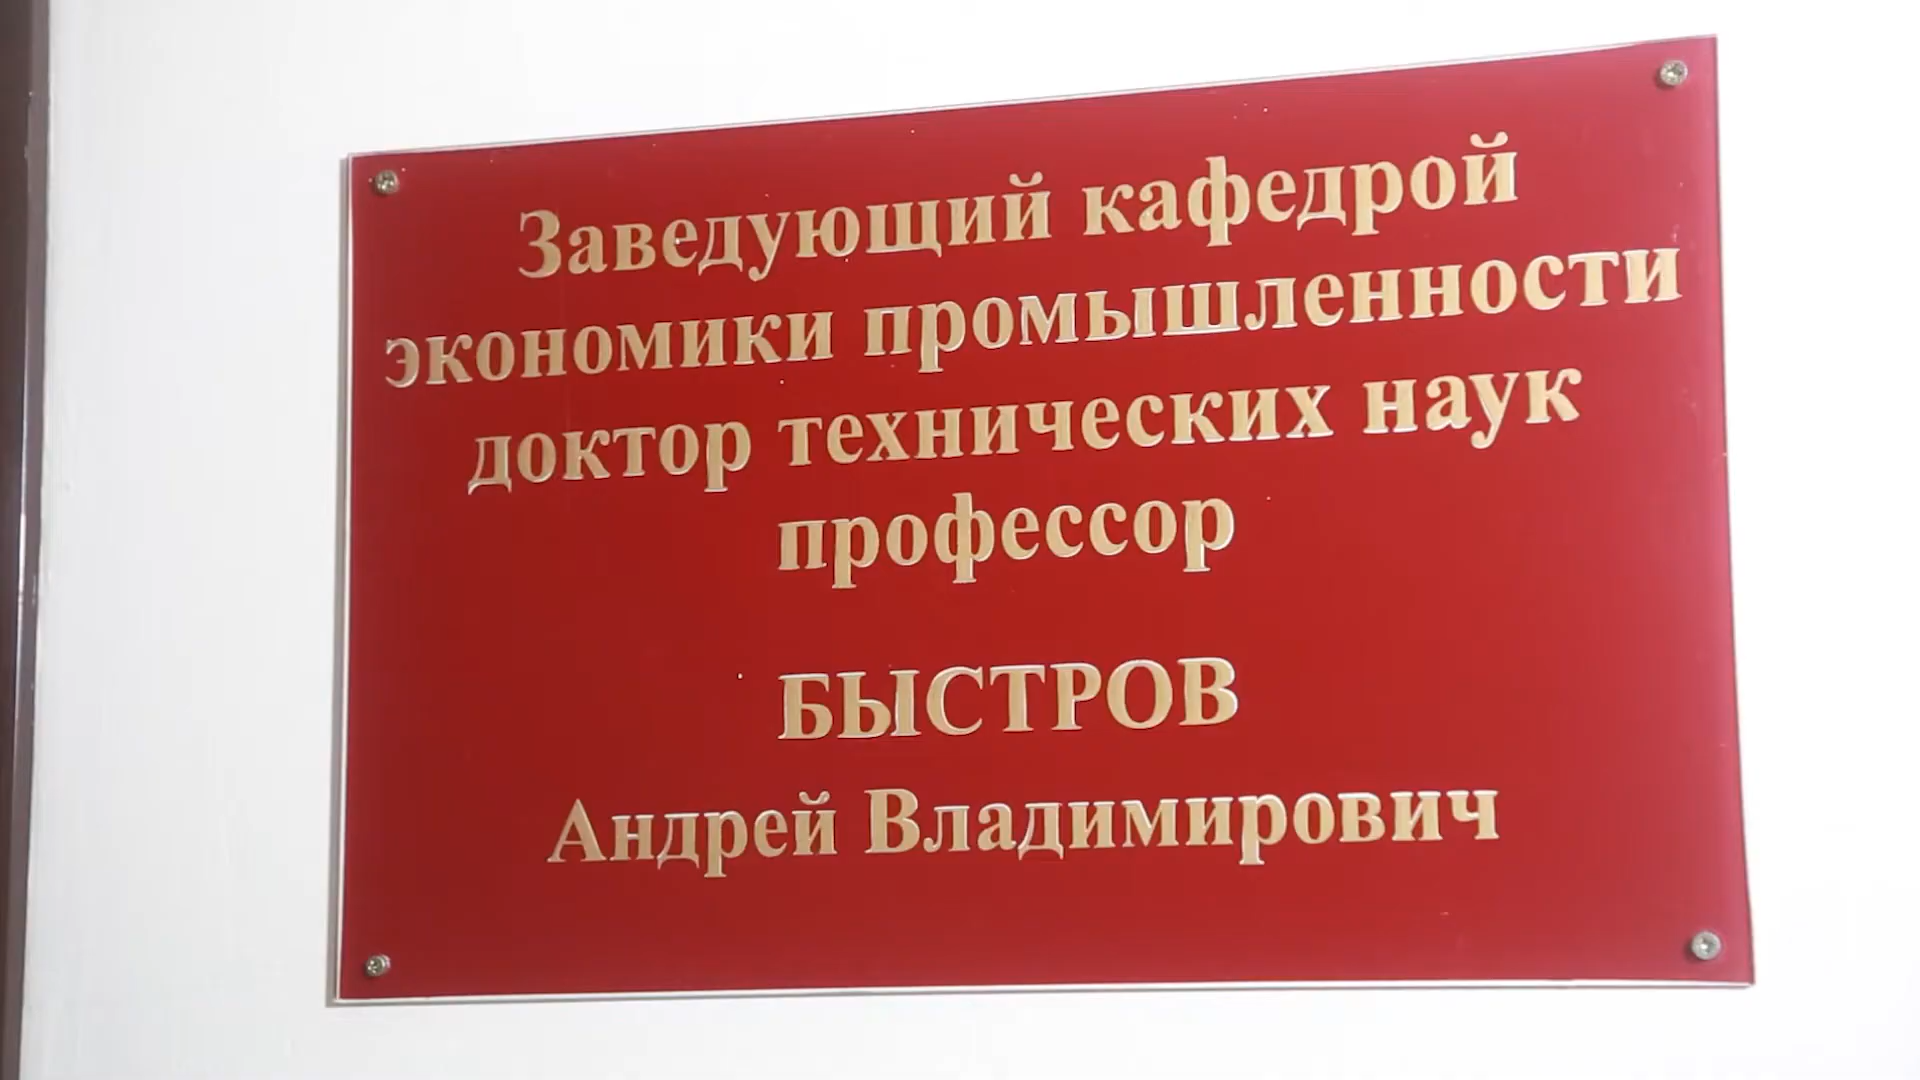 Заведующий кафедрой
экономики промышленности
доктор технических наук
профессор
БЫСТРОВ
Андрей Владимирович